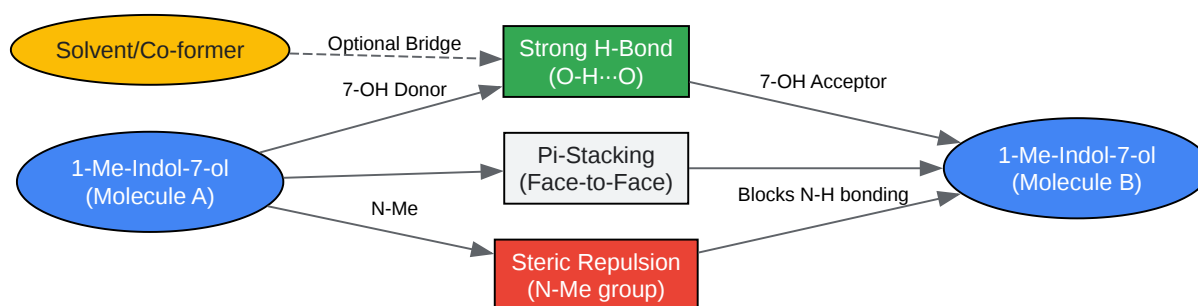 Solvent/Co-former
Optional Bridge
Strong H-Bond
(O-H···O)
7-OH Donor
7-OH Acceptor
1-Me-Indol-7-ol
(Molecule A)
Pi-Stacking
(Face-to-Face)
1-Me-Indol-7-ol
(Molecule B)
N-Me
Blocks N-H bonding
Steric Repulsion
(N-Me group)